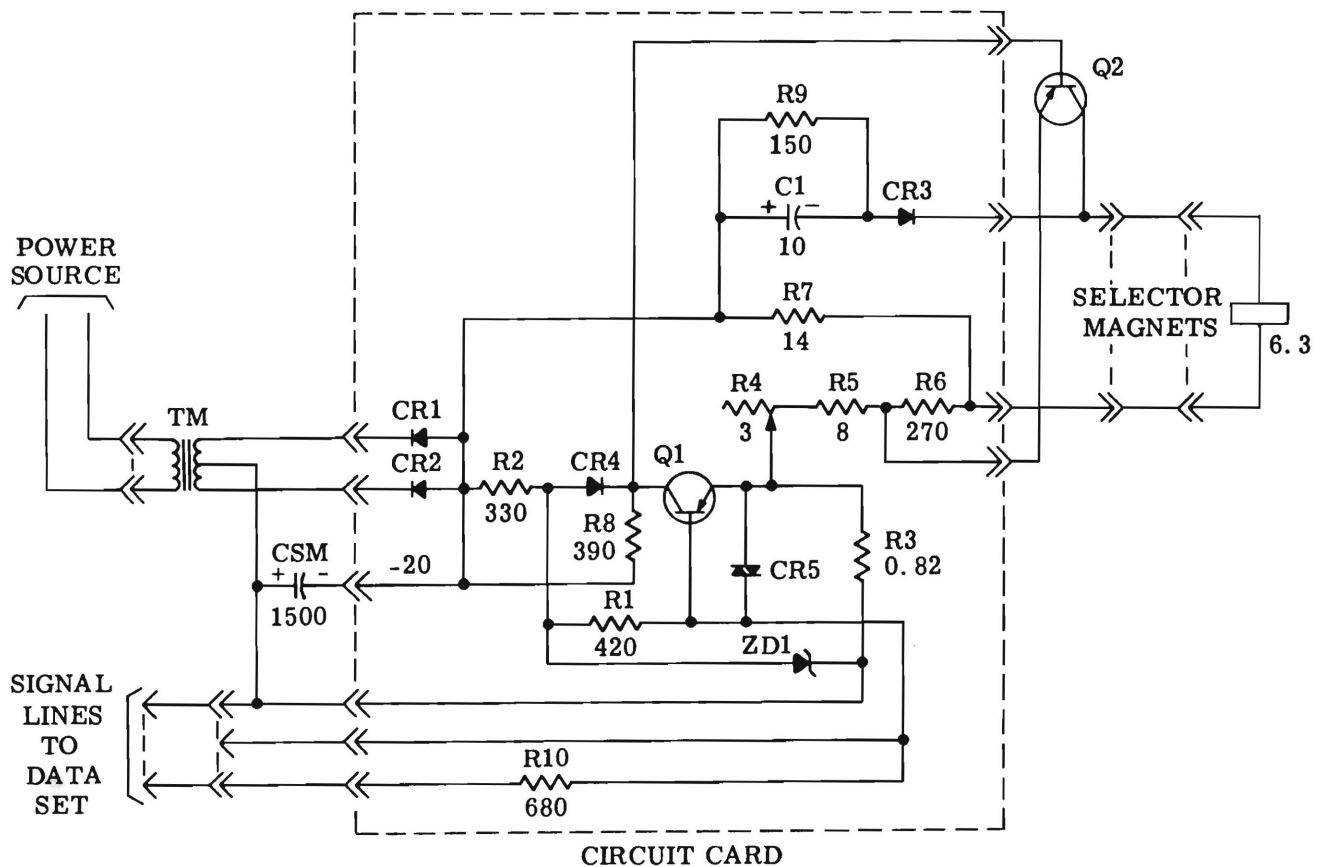 Q2
R9
150
C1
CR3
+ -
10
POWER
SOURCE
R7
14
SELECTOR
MAGNETS
6.3
TM
CR1
R4
R5
R6
3
8
270
CR2
R2
CR4
Q1
330
R8
390
R3
0.82
CSM
+ -
-20
CR5
1500
R1
420
ZD1
SIGNAL
LINES
TO
DATA
SET
R10
680
CIRCUIT CARD